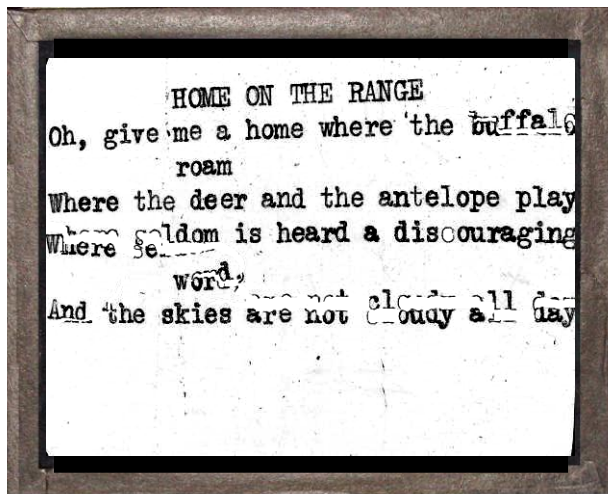 HOME ON THE RANGE
Oh, give me a home where the buffalo
roam
Where the deer and the antelope play
Where seldom is heard a discouraging
word,
And the skies are not cloudy all day